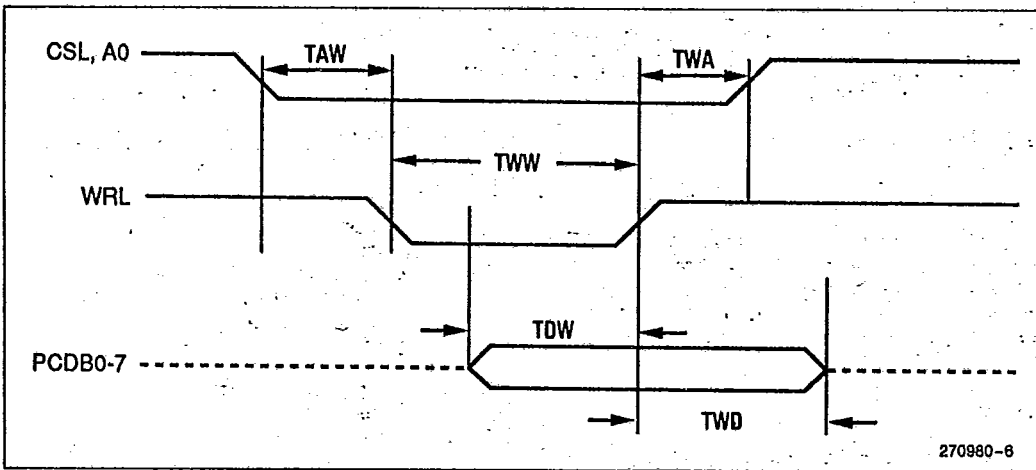 CSL, A0
TAW
TWA
TWW
WRL
TDW
PCDB0-7
TWD
270980-6